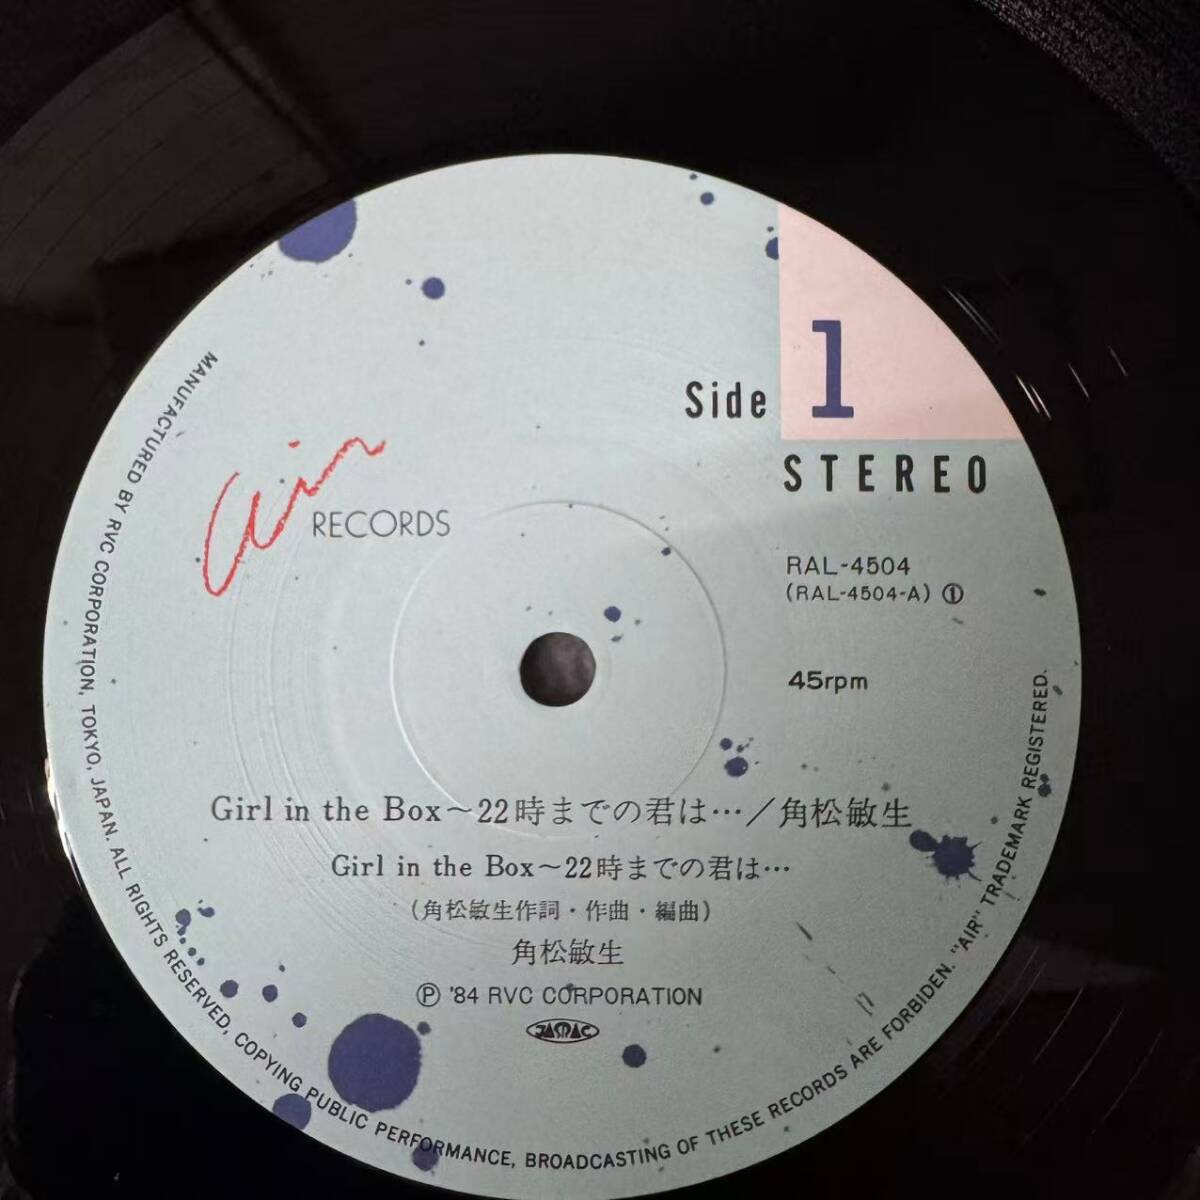 Side 1
STEREO
Air
RECORDS
RAL-4504
(RAL-4504-A) ①
45rpm
Girl in the Box〜22時までの君は…／角松敏生
Girl in the Box〜22時までの君は…
(角松敏生作詞・作曲・編曲)
角松敏生
Ⓟ '84 RVC CORPORATION
JASRAC
MANUFACTURED BY RVC CORPORATION, TOKYO, JAPAN. ALL RIGHTS RESERVED, COPYING PUBLIC PERFORMANCE, BROADCASTING OF THESE RECORDS ARE FORBIDDEN. "AIR" TRADEMARK REGISTERED.